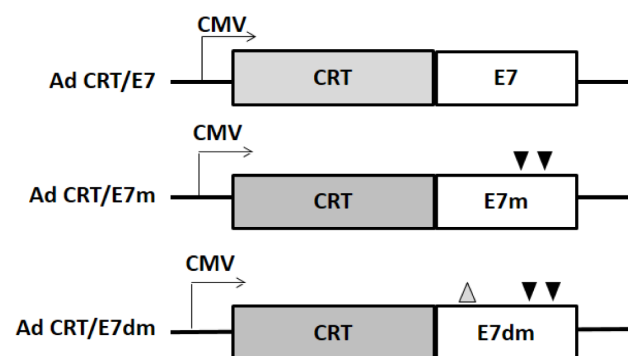 CMV
Ad CRT/E7 CRT E7
CMV
Ad CRT/E7m CRT E7m
CMV
Ad CRT/E7dm CRT E7dm